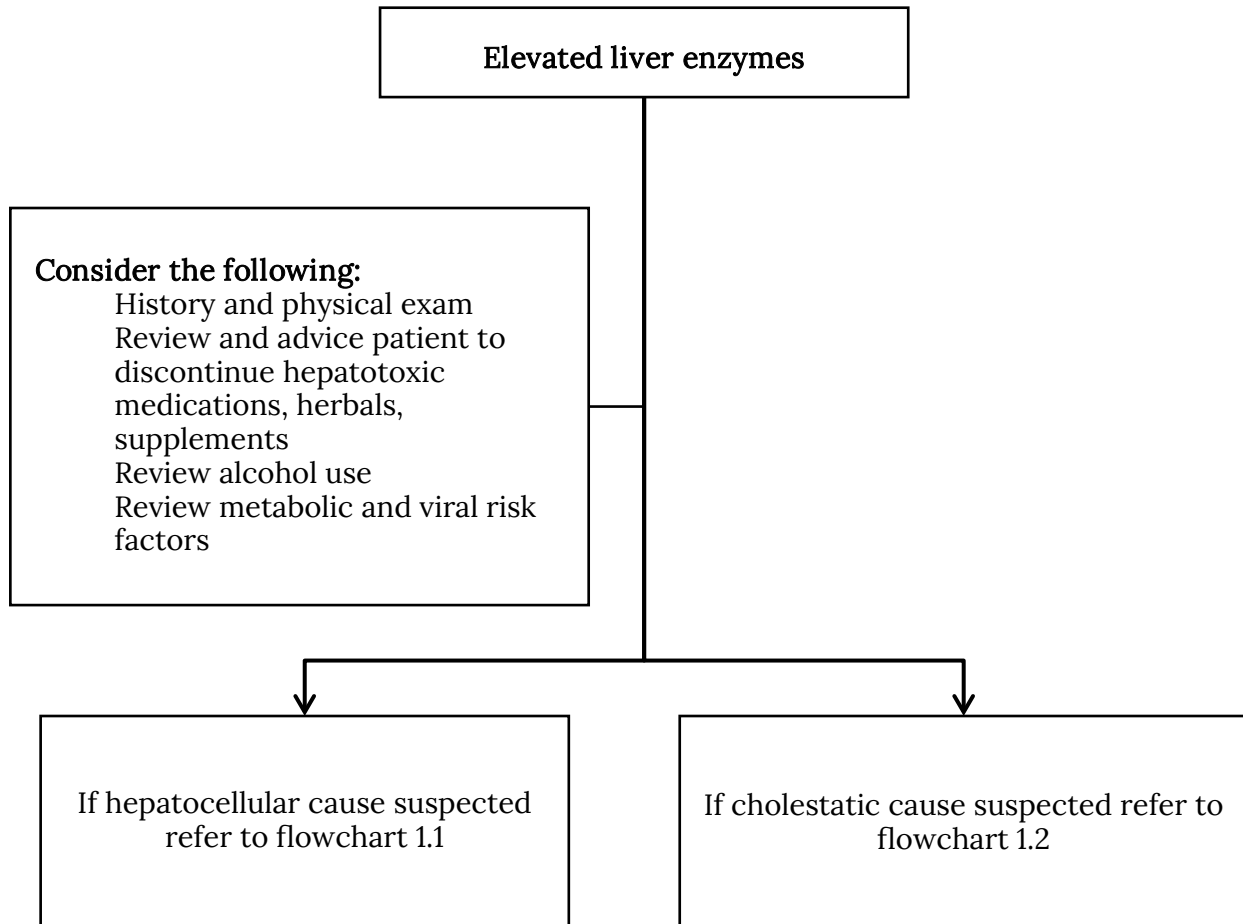 Elevated liver enzymes
Consider the following:
History and physical exam
Review and advice patient to
discontinue hepatotoxic
medications, herbals,
supplements
Review alcohol use
Review metabolic and viral risk
factors
If hepatocellular cause suspected
refer to flowchart 1.1
If cholestatic cause suspected refer to
flowchart 1.2